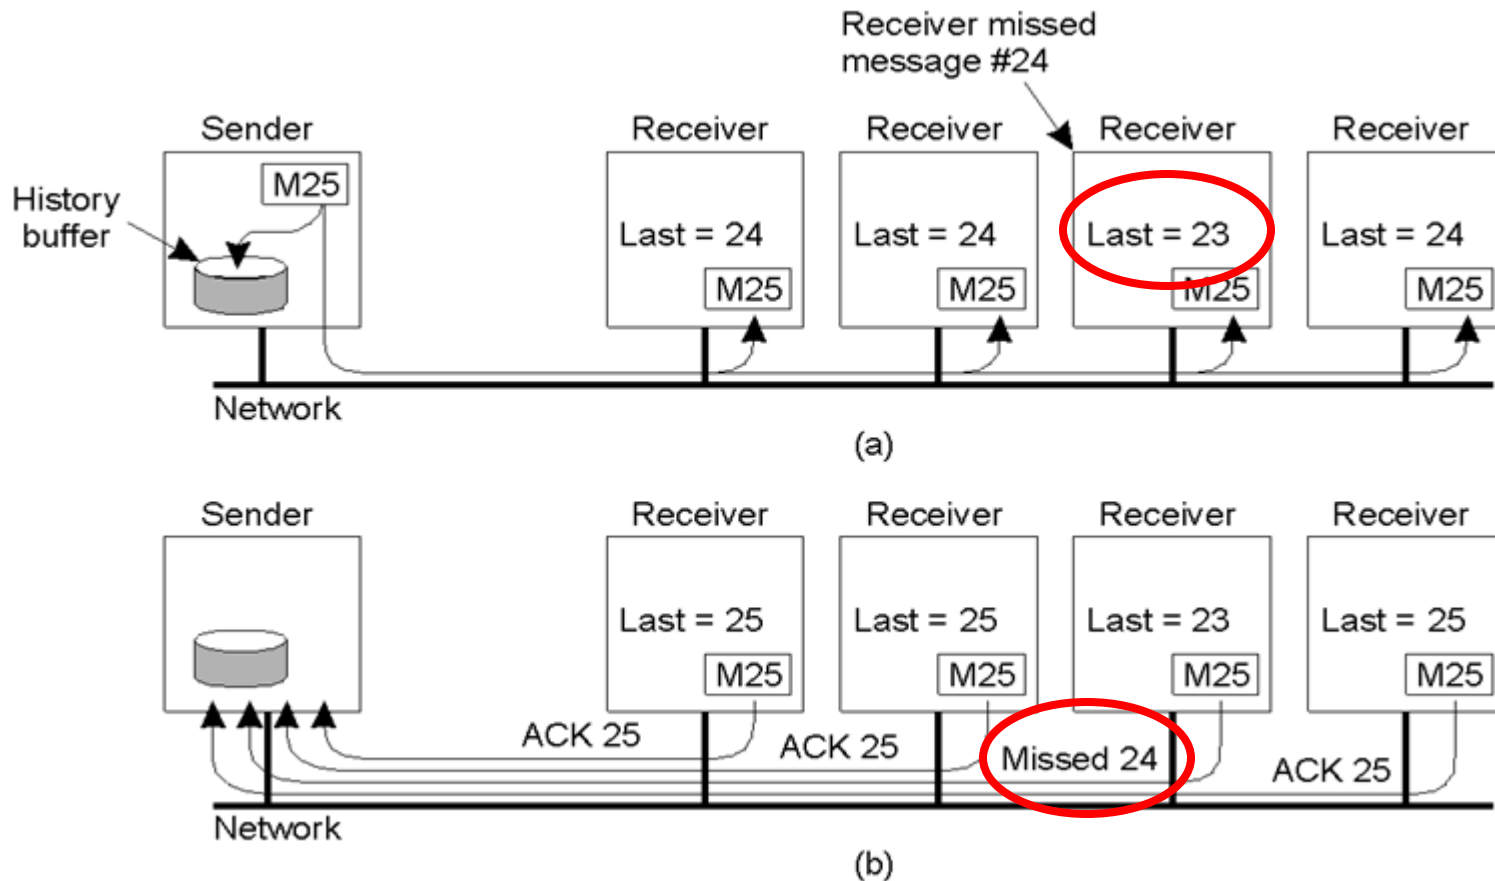 Receiver missed
message #24
Sender
Receiver
Receiver
Receiver
Receiver
History
buffer
M25
Last = 24
Last = 24
Last = 23
Last = 24
M25
M25
M25
M25
Network
(a)
Sender
Receiver
Receiver
Receiver
Receiver
Last = 25
Last = 25
Last = 23
Last = 25
M25
M25
M25
M25
ACK 25
ACK 25
Missed 24
ACK 25
Network
(b)